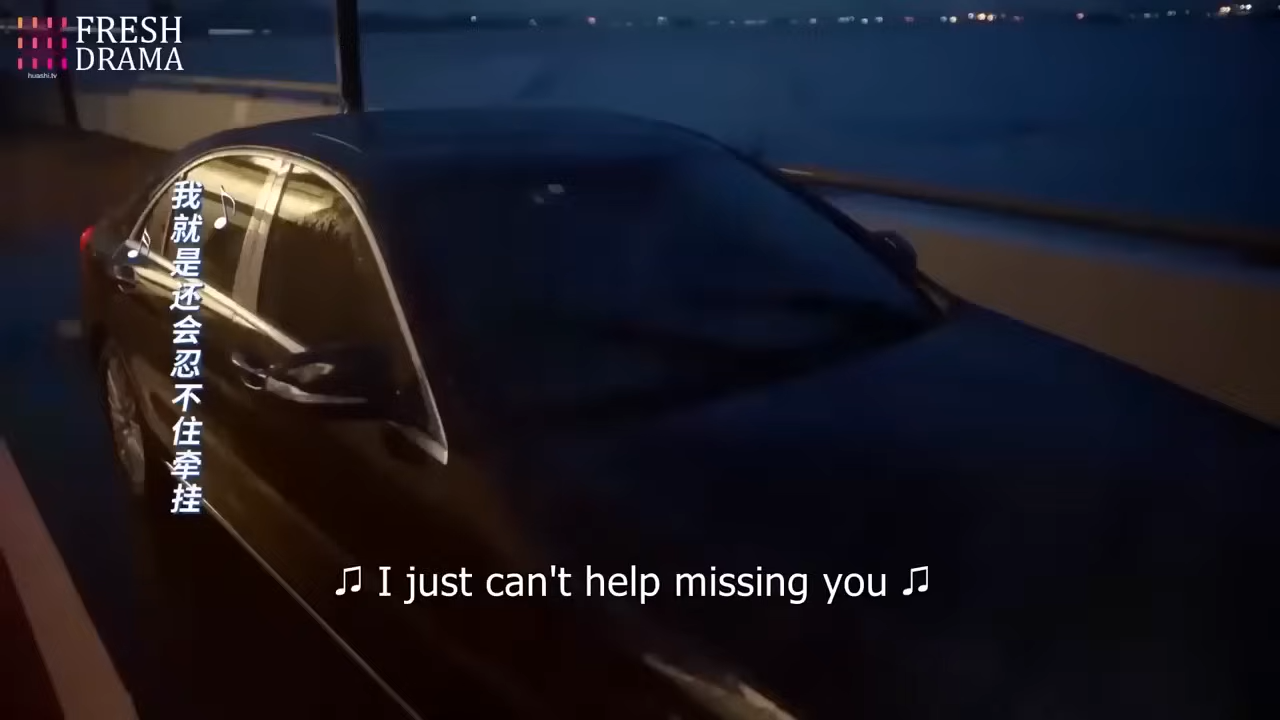 FRESH
DRAMA
huashi.tv
我就是还会忍不住牵挂
♫ I just can't help missing you ♫